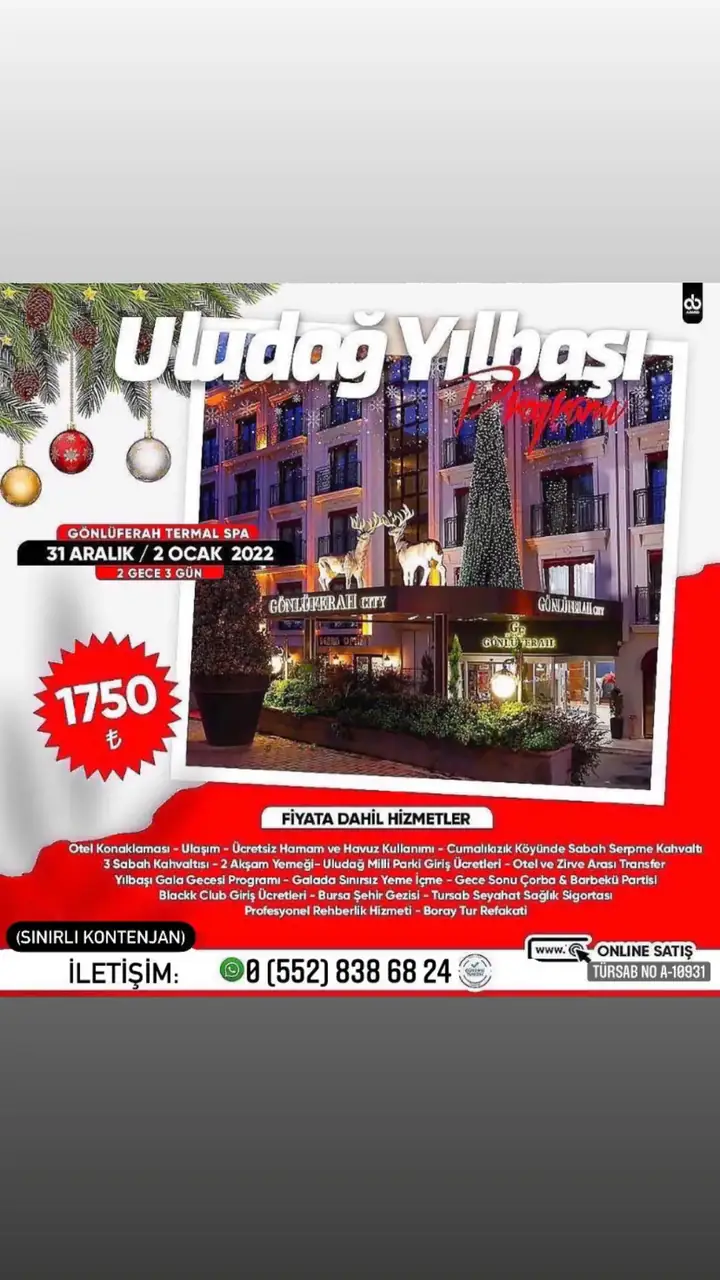 Uludağ Yılbaşı
Programı
GÖNLÜFERAH TERMAL SPA
31 ARALIK / 2 OCAK 2022
2 GECE 3 GÜN
GÖNLÜFERAH CITY
GÖNLÜFERAH CITY
GÖNLÜFERAH
1750
₺
FİYATA DAHİL HİZMETLER
Otel Konaklaması - Ulaşım - Ücretsiz Hamam ve Havuz Kullanımı - Cumalıkızık Köyünde Sabah Serpme Kahvaltı
3 Sabah Kahvaltısı - 2 Akşam Yemeği- Uludağ Milli Parkı Giriş Ücretleri - Otel ve Zirve Arası Transfer
Yılbaşı Gala Gecesi Programı - Galada Sınırsız Yeme İçme - Gece Sonu Çorba & Barbekü Partisi
Blackk Club Giriş Ücretleri - Bursa Şehir Gezisi - Tursab Seyahat Sağlık Sigortası
Profesyonel Rehberlik Hizmeti - Boray Tur Refakati
(SINIRLI KONTENJAN)
www.
ONLINE SATIŞ
TÜRSAB NO A-10931
İLETİŞİM:
0 (552) 838 68 24